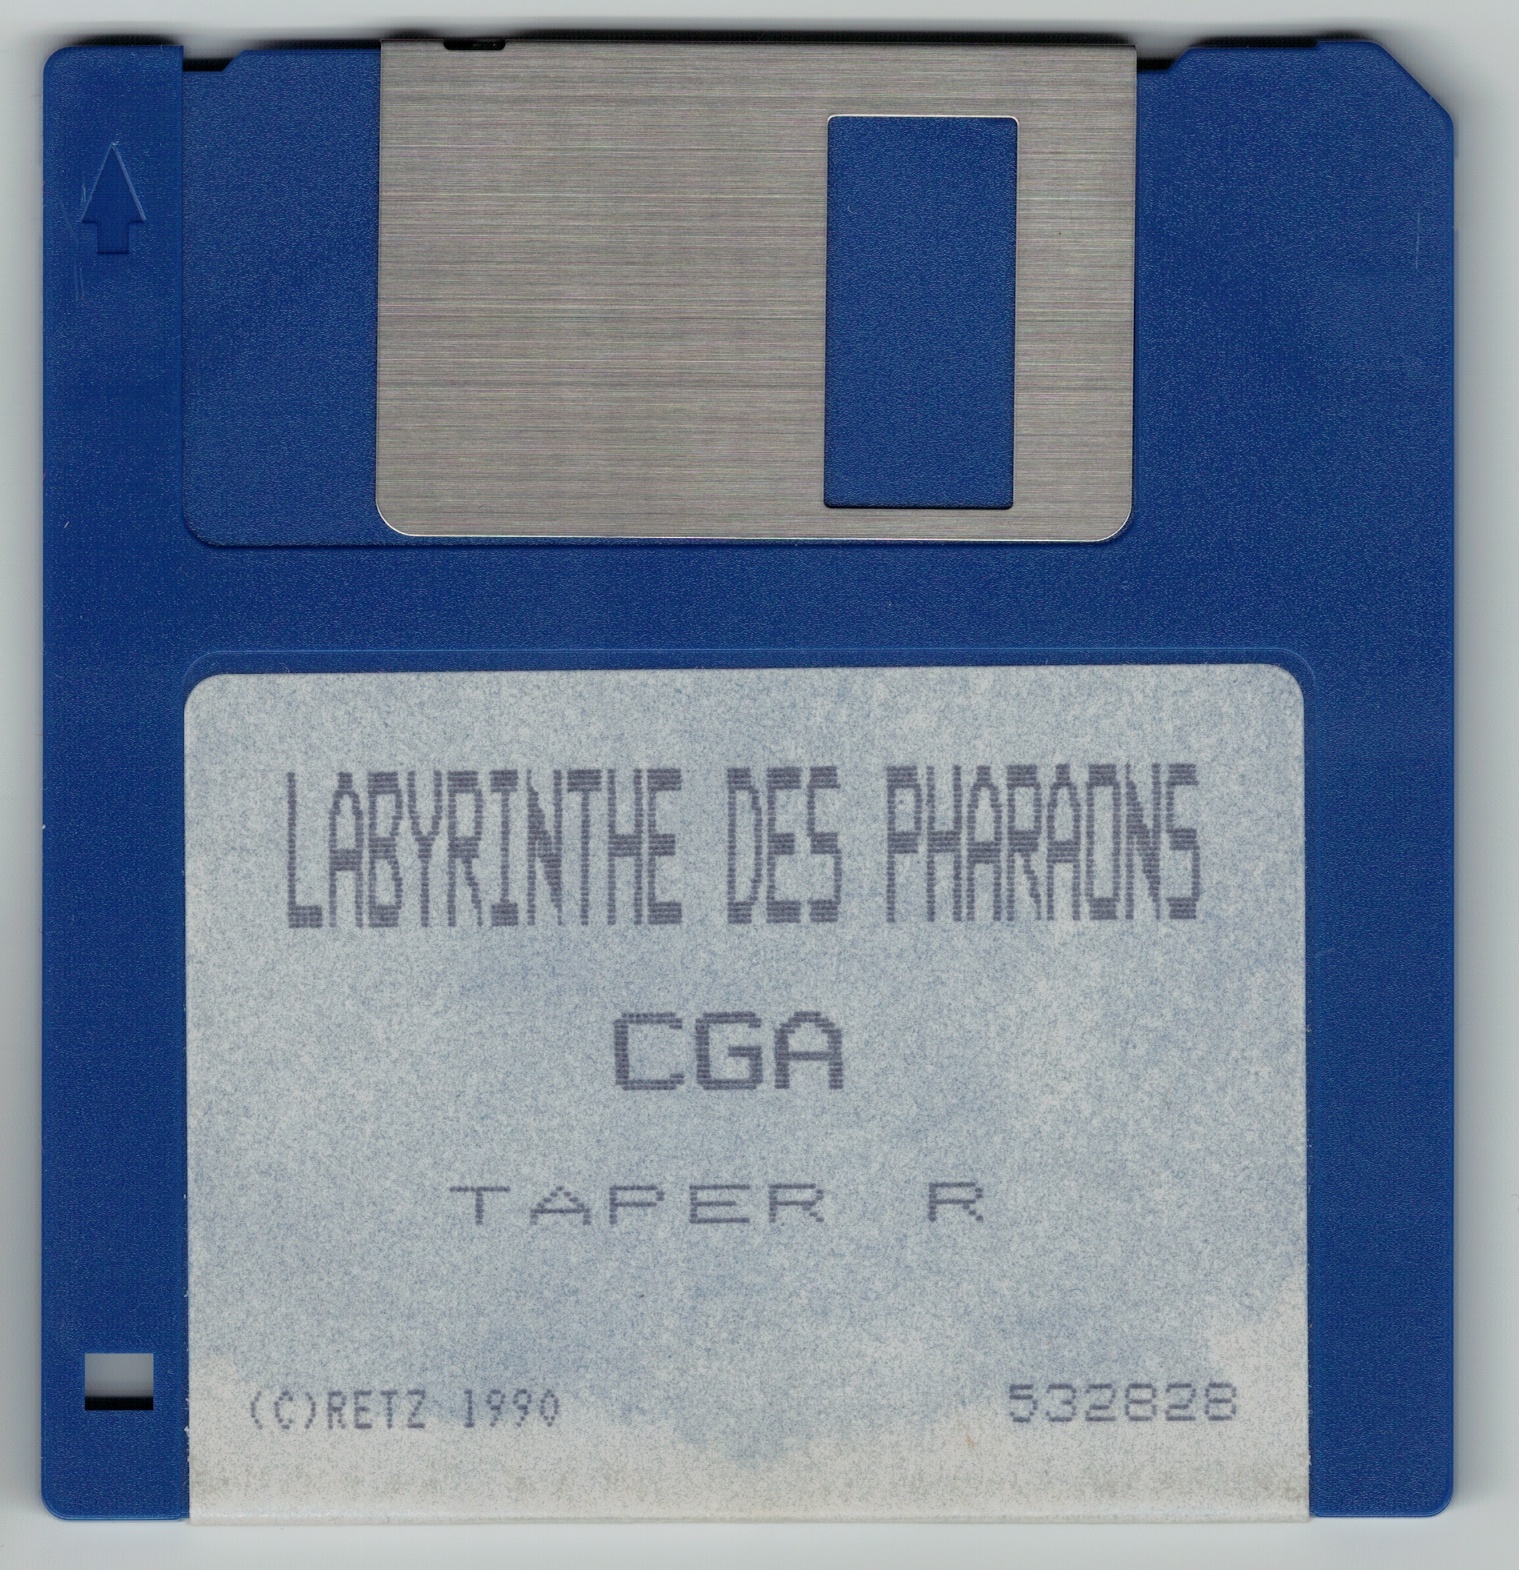 LABYRINTHE DES PHARAONS
CGA
TAPER R
(C)RETZ 1990 532828